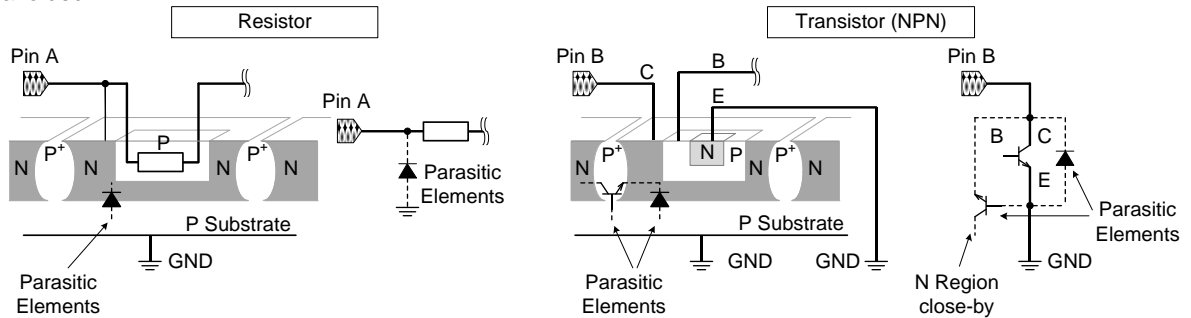 Resistor
Transistor (NPN)
Pin A
Pin A
P
N P+ N P+ N
N
Parasitic
Elements
P Substrate
GND
Parasitic
Elements
Pin B
C
B
E
N P+ N N P P+ N
N
P Substrate
GND
GND
Parasitic
Elements
Pin B
B
C
E
Parasitic
Elements
GND
N Region
close-by